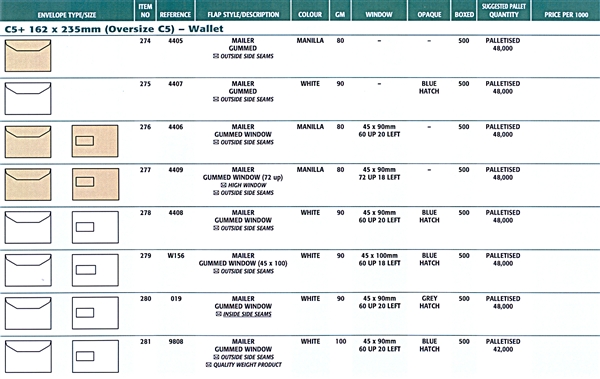 ENVELOPE TYPE/SIZE ITEM NO REFERENCE FLAP STYLE/DESCRIPTION COLOUR GM WINDOW OPAQUE BOXED SUGGESTED PALLET QUANTITY PRICE PER 1000
C5+ 162 x 235mm (Oversize C5) – Wallet
274 4405 MAILER MANILLA 80 – – 500 PALLETISED
GUMMED 48,000
☒ OUTSIDE SIDE SEAMS
275 4407 MAILER WHITE 90 – BLUE 500 PALLETISED
GUMMED HATCH 48,000
☒ OUTSIDE SIDE SEAMS
276 4406 MAILER MANILLA 80 45 x 90mm – 500 PALLETISED
GUMMED WINDOW 60 UP 20 LEFT 48,000
☒ OUTSIDE SIDE SEAMS
277 4409 MAILER MANILLA 80 45 x 90mm – 500 PALLETISED
GUMMED WINDOW (72 up) 72 UP 18 LEFT 48,000
☒ HIGH WINDOW
☒ OUTSIDE SIDE SEAMS
278 4408 MAILER WHITE 90 45 x 90mm BLUE 500 PALLETISED
GUMMED WINDOW 60 UP 20 LEFT HATCH 48,000
☒ OUTSIDE SIDE SEAMS
279 W156 MAILER WHITE 90 45 x 100mm BLUE 500 PALLETISED
GUMMED WINDOW (45 x 100) 60 UP 18 LEFT HATCH 48,000
☒ OUTSIDE SIDE SEAMS
280 019 MAILER WHITE 90 45 x 90mm GREY 500 PALLETISED
GUMMED WINDOW 60 UP 20 LEFT HATCH 48,000
☒ INSIDE SIDE SEAMS
281 9808 MAILER WHITE 100 45 x 90mm BLUE 500 PALLETISED
GUMMED WINDOW 60 UP 20 LEFT HATCH 42,000
☒ OUTSIDE SIDE SEAMS
☒ QUALITY WEIGHT PRODUCT